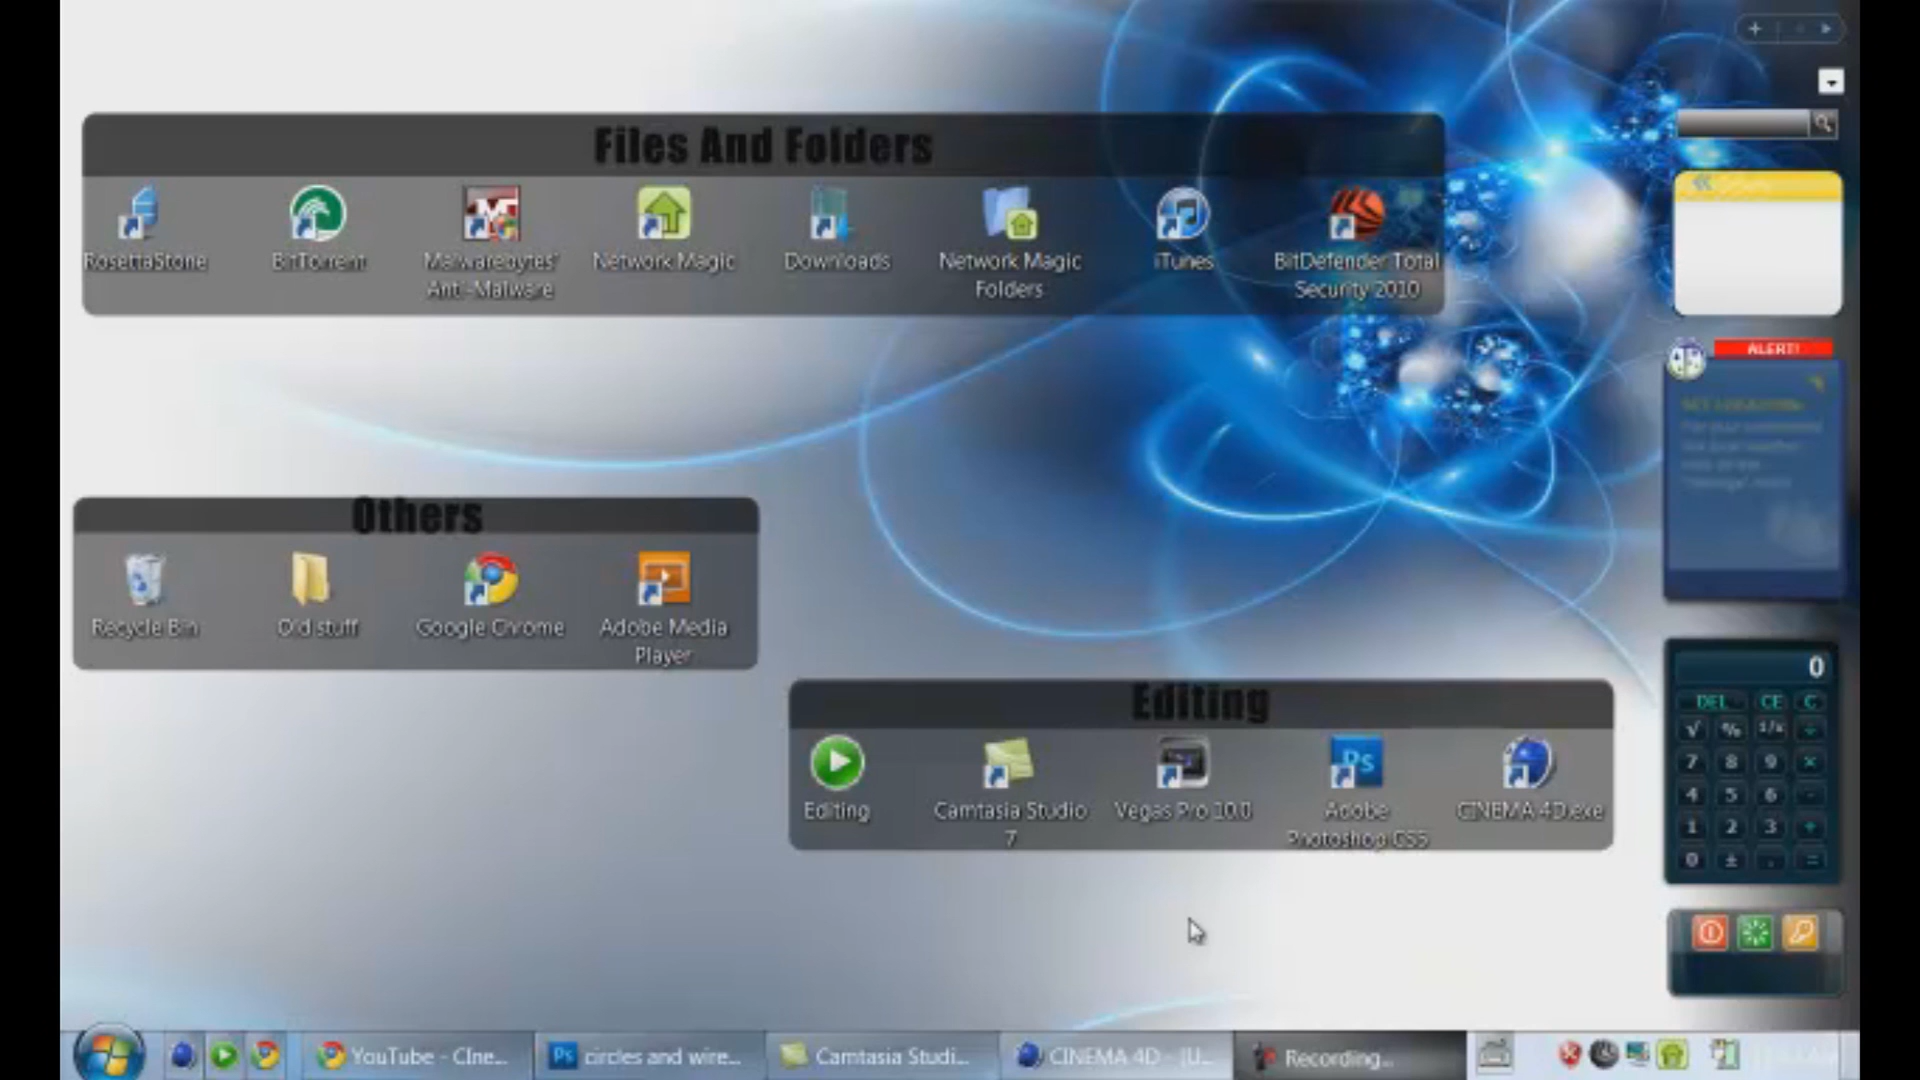 Files And Folders
RosettaStone
BitTorrent
Malwarebytes'
Anti-Malware
Network Magic
Downloads
Network Magic
Folders
iTunes
BitDefender Total
Security 2010
ALERT!
Others
Recycle Bin
Old stuff
Google Chrome
Adobe Media
Player
Editing
Editing
Camtasia Studio
7
Vegas Pro 10.0
Ps
Adobe
Photoshop CS5
CINEMA 4D.exe
0
DEL CE C
√ % 1/x ÷
7 8 9 ×
4 5 6 -
1 2 3 +
0 ± . =
YouTube - CIne...
Ps circles and wire...
Camtasia Studi...
CINEMA 4D - [U...
Recording...